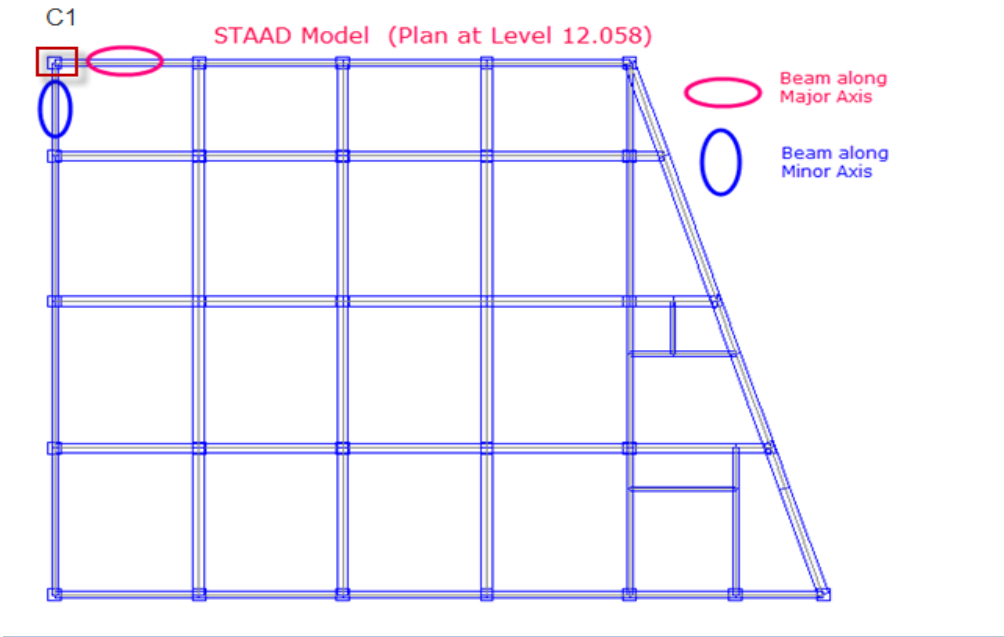 C1
STAAD Model (Plan at Level 12.058)
Beam along
Major Axis
Beam along
Minor Axis